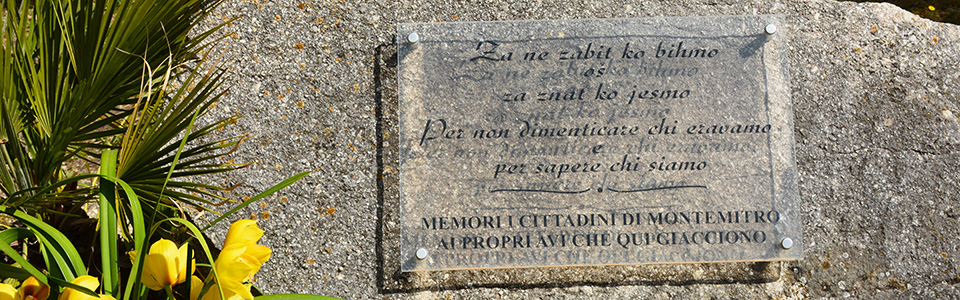 Za ne zabit ko bihmo
os
za znat ko jesmo
Per non dimenticare chi eravamo
e
per sapere chi siamo
MEMORI I CITTADINI DI MONTEMITRO
AI PROPRI AVI CHE QUI GIACCIONO